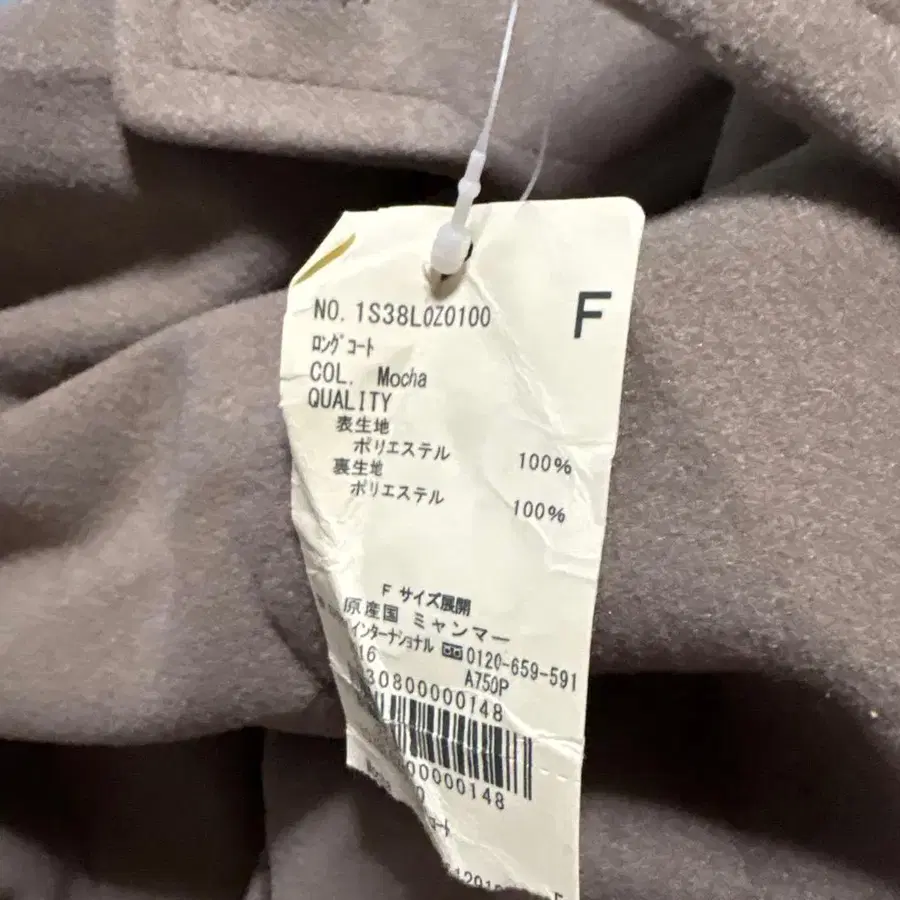 NO. 1S38L0Z0100 F
ロングコート
COL. Mocha
QUALITY
表生地
ポリエステル 100%
裏生地
ポリエステル 100%
F サイズ展開
原産国 ミャンマー
インターナショナル 0120-659-591
16 A750P
30800000148
00000148